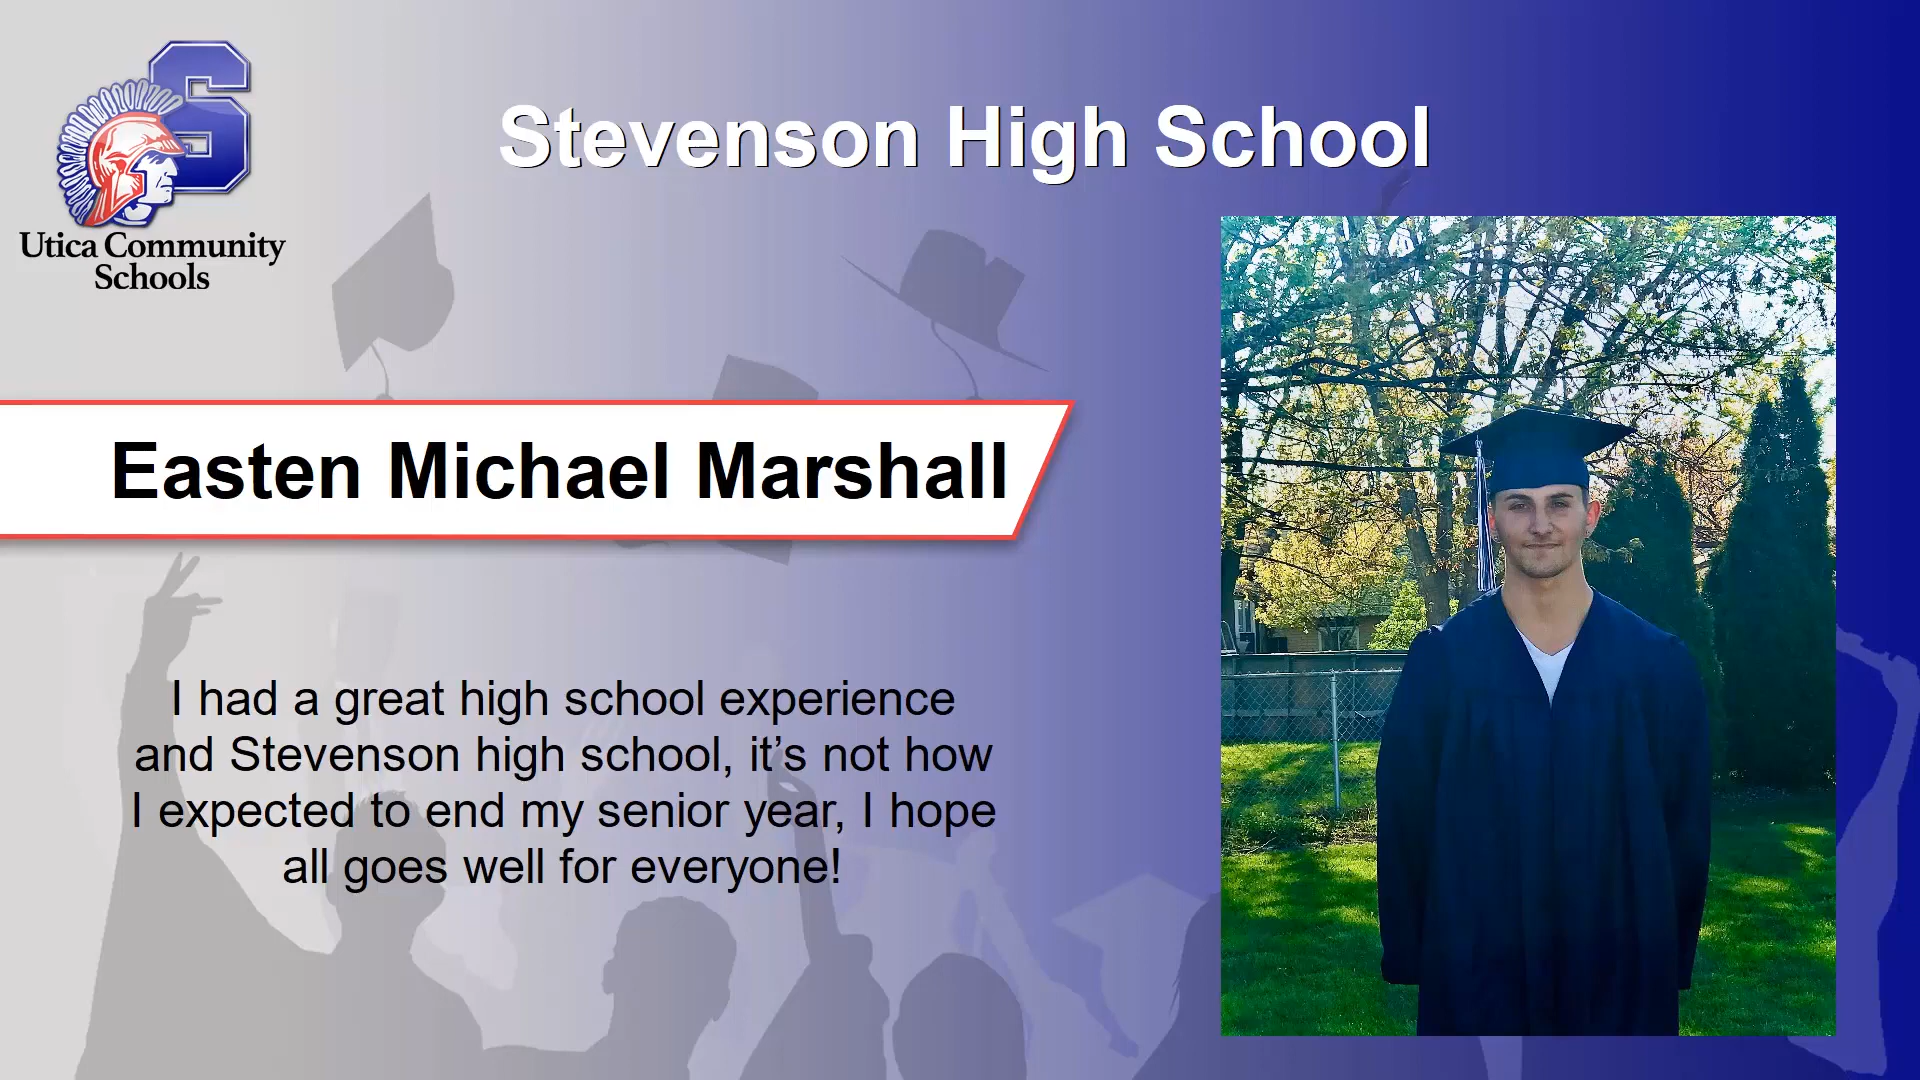 S
Utica Community
Schools
Stevenson High School
Easten Michael Marshall
I had a great high school experience
and Stevenson high school, it’s not how
I expected to end my senior year, I hope
all goes well for everyone!